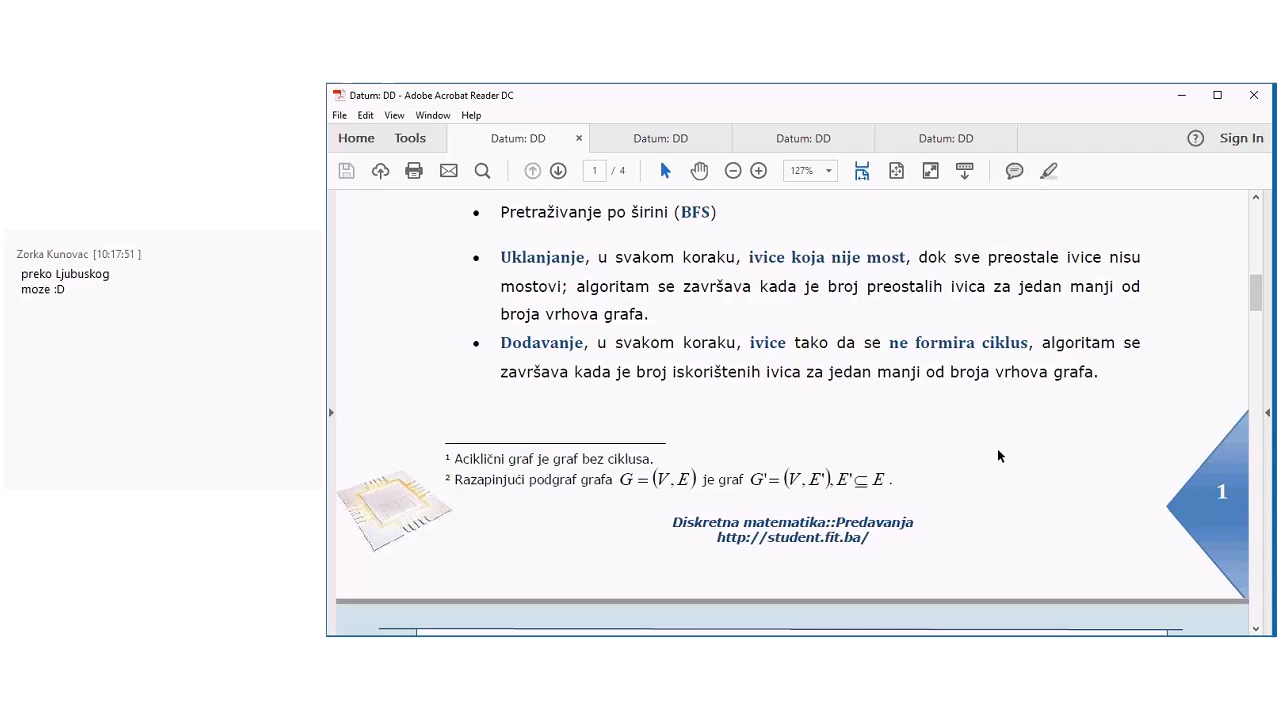 Zorka Kunovac [10:17:51 ]
preko Ljubuskog
moze :D
Datum: DD - Adobe Acrobat Reader DC
File Edit View Window Help
Home Tools Datum: DD × Datum: DD Datum: DD Datum: DD ? Sign In
1 / 4 127%
• Pretraživanje po širini (BFS)
• Uklanjanje, u svakom koraku, ivice koja nije most, dok sve preostale ivice nisu
mostovi; algoritam se završava kada je broj preostalih ivica za jedan manji od
broja vrhova grafa.
• Dodavanje, u svakom koraku, ivice tako da se ne formira ciklus, algoritam se
završava kada je broj iskorištenih ivica za jedan manji od broja vrhova grafa.
¹ Aciklični graf je graf bez ciklusa.
² Razapinjući podgraf grafa G = (V, E) je graf G'= (V, E'), E'⊆ E .
1
Diskretna matematika::Predavanja
http://student.fit.ba/